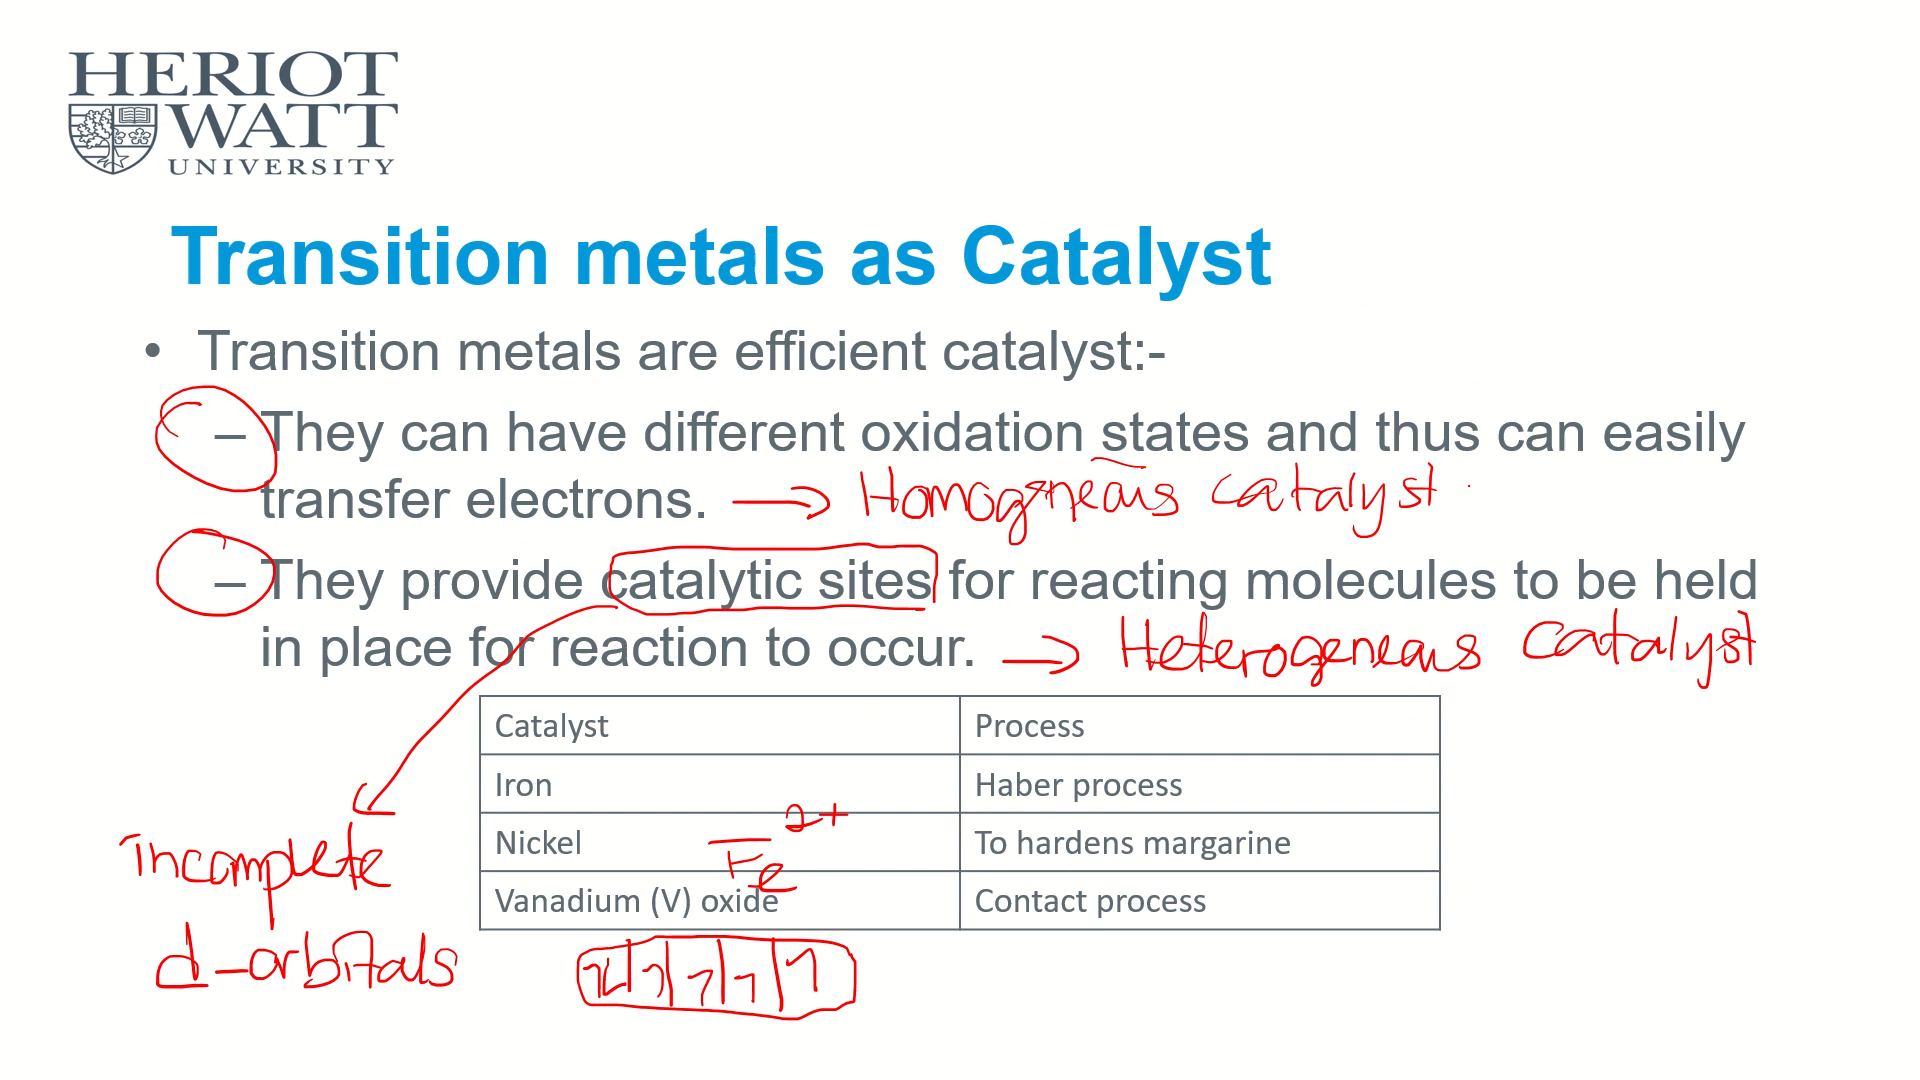 HERIOT
WATT
UNIVERSITY
Transition metals as Catalyst
• Transition metals are efficient catalyst:-
– They can have different oxidation states and thus can easily
transfer electrons. → Homogeneous catalyst
– They provide catalytic sites for reacting molecules to be held
in place for reaction to occur. → Heterogeneous catalyst
Catalyst Process
Iron Haber process
Nickel To hardens margarine
Vanadium (V) oxide Contact process
Fe2+
incomplete
d-orbitals